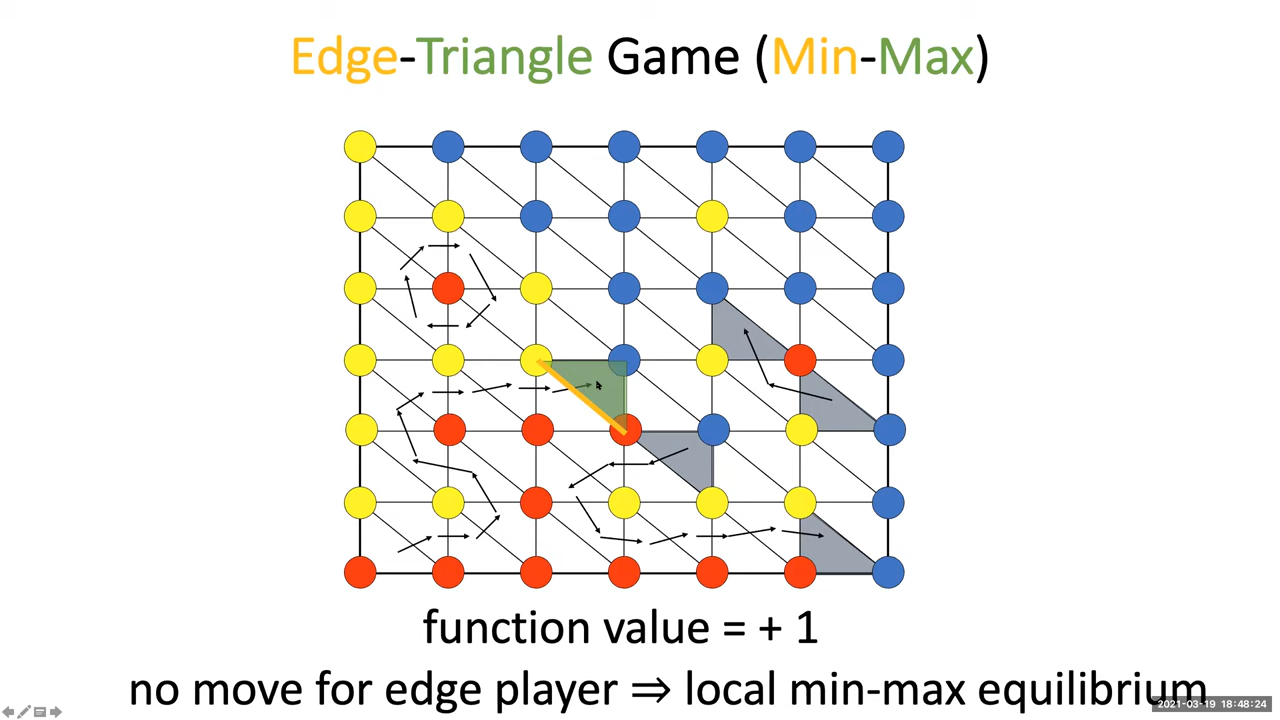 Edge-Triangle Game (Min-Max)
function value = + 1
no move for edge player ⇒ local min-max equilibrium
2021-03-19 18:48:24